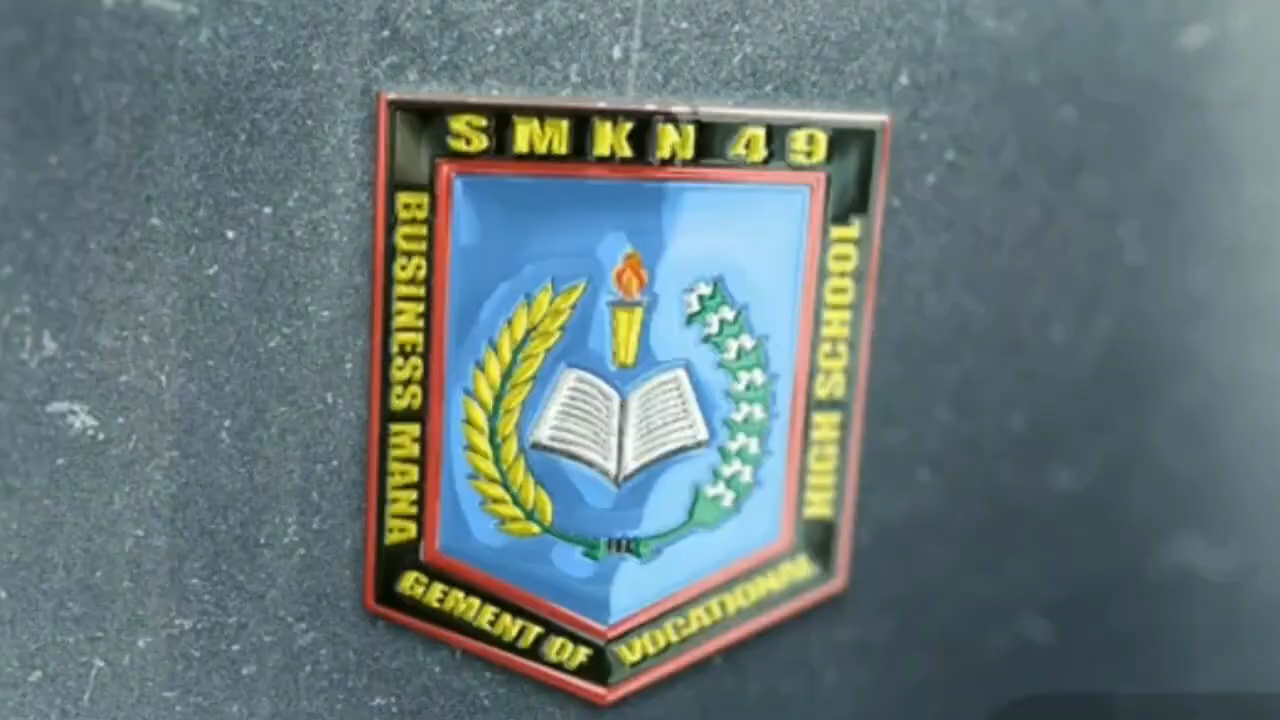 SMKN 49
BUSINESS MANA
GEMENT OF
VOCATIONAL
HIGH SCHOOL